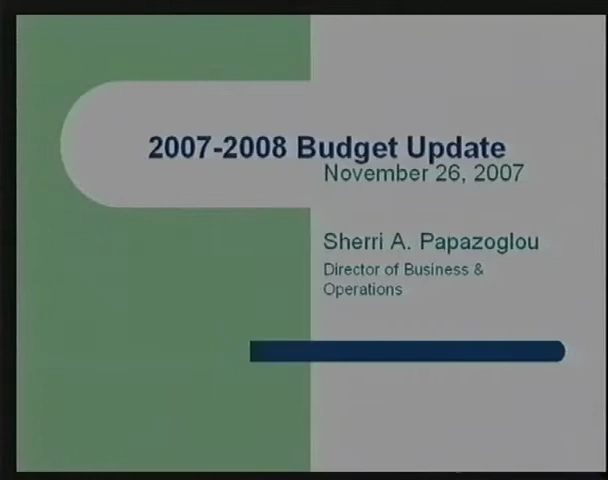 2007-2008 Budget Update
November 26, 2007
Sherri A. Papazoglou
Director of Business &
Operations